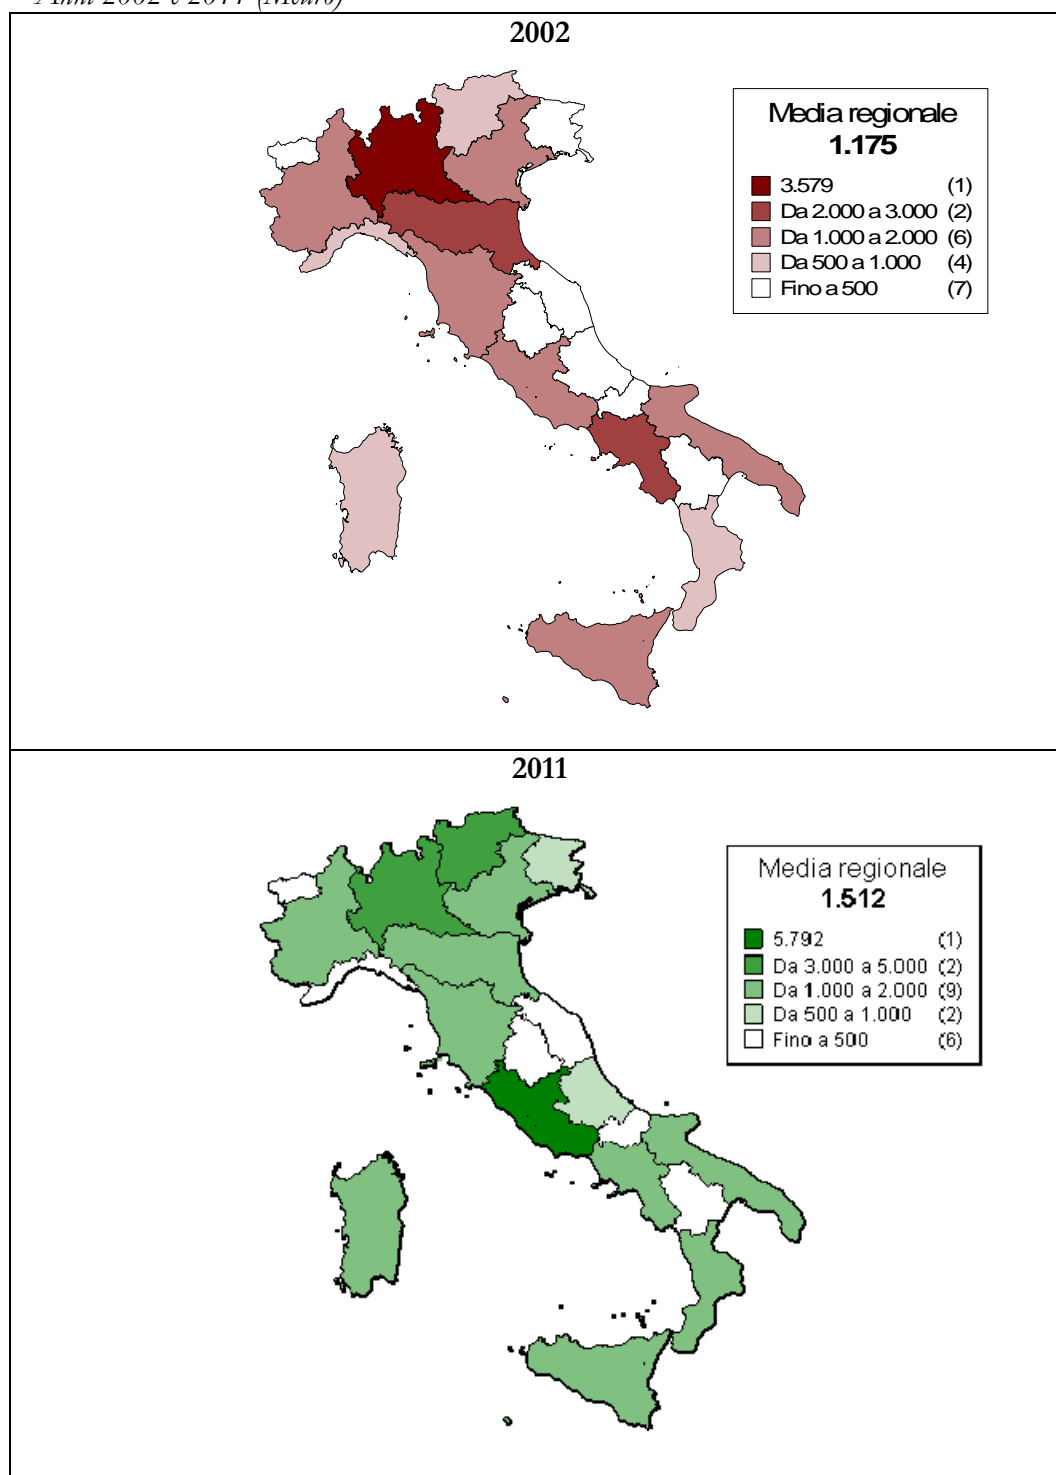 Anni 2002 e 2011 (Meuro)
2002
Media regionale
1.175
3.579 (1)
Da 2.000 a 3.000 (2)
Da 1.000 a 2.000 (6)
Da 500 a 1.000 (4)
Fino a 500 (7)
2011
Media regionale
1.512
5.792 (1)
Da 3.000 a 5.000 (2)
Da 1.000 a 2.000 (9)
Da 500 a 1.000 (2)
Fino a 500 (6)